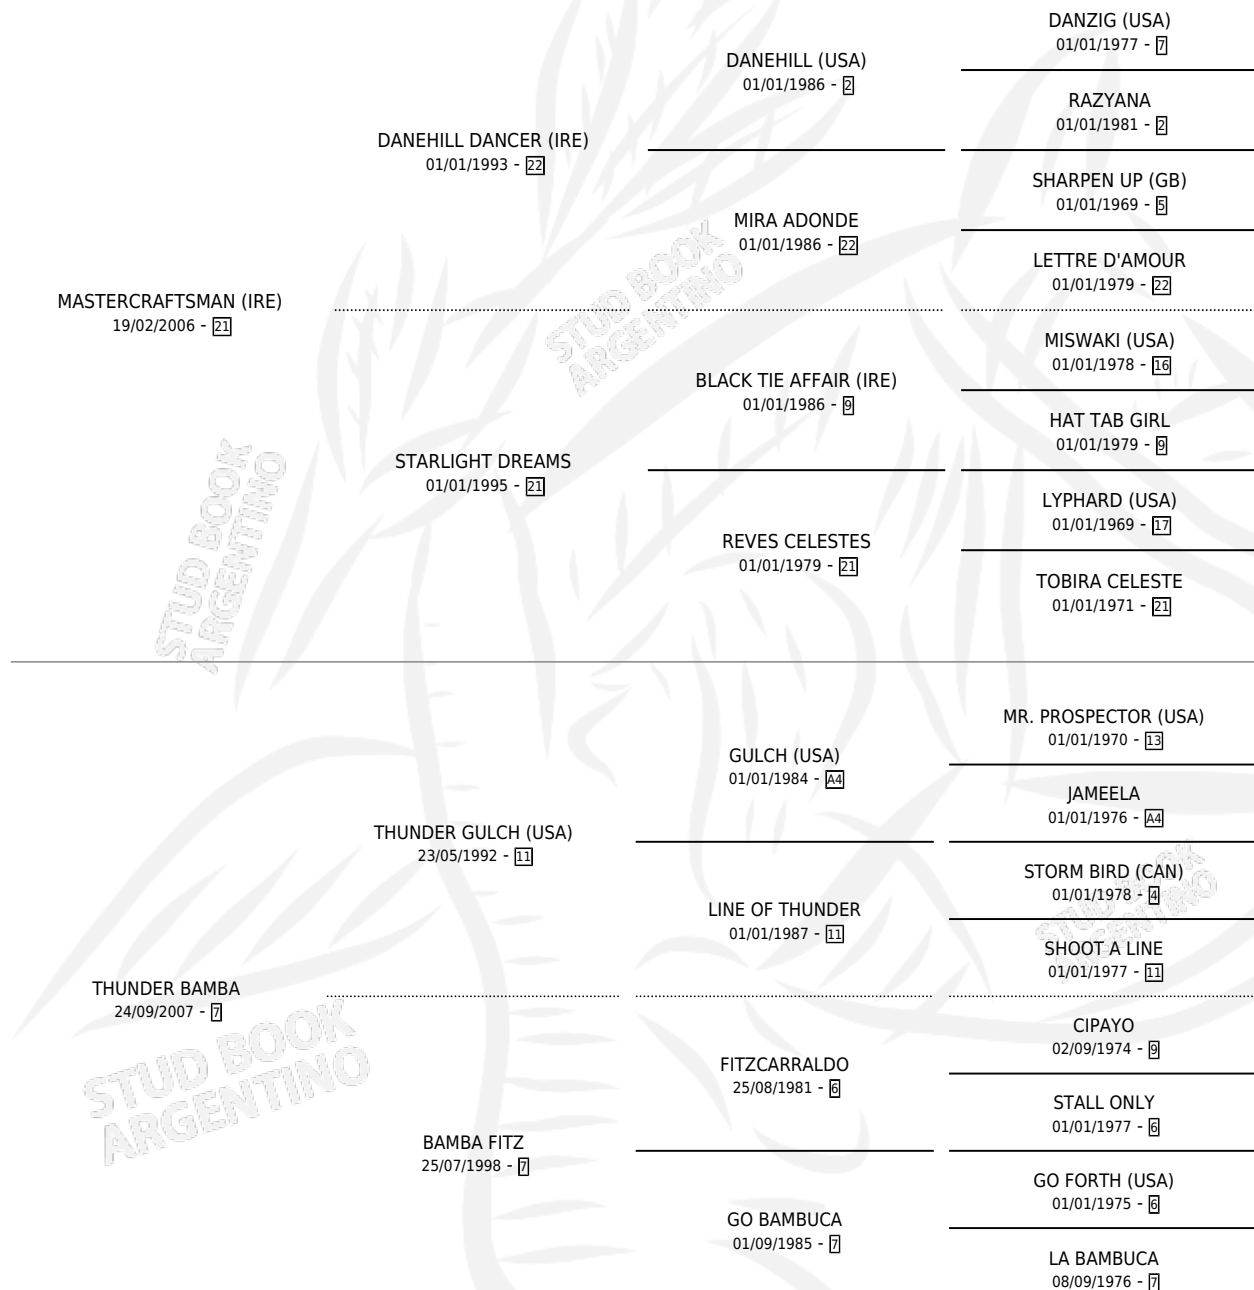 DANZIG (USA)
01/01/1977 - 7
DANEHILL (USA)
01/01/1986 - 2
RAZYANA
01/01/1981 - 2
DANEHILL DANCER (IRE)
01/01/1993 - 22
SHARPEN UP (GB)
01/01/1969 - 5
MIRA ADONDE
01/01/1986 - 22
LETTRE D'AMOUR
01/01/1979 - 22
MASTERCRAFTSMAN (IRE)
19/02/2006 - 21
STUD BOOK
ARGENTINO
MISWAKI (USA)
01/01/1978 - 16
BLACK TIE AFFAIR (IRE)
01/01/1986 - 9
HAT TAB GIRL
01/01/1979 - 9
STARLIGHT DREAMS
01/01/1995 - 21
LYPHARD (USA)
01/01/1969 - 17
REVES CELESTES
01/01/1979 - 21
TOBIRA CELESTE
01/01/1971 - 21
STUD BOOK
ARGENTINO
MR. PROSPECTOR (USA)
01/01/1970 - 13
GULCH (USA)
01/01/1984 - A4
JAMEELA
01/01/1976 - A4
THUNDER GULCH (USA)
23/05/1992 - 11
STORM BIRD (CAN)
01/01/1978 - 4
LINE OF THUNDER
01/01/1987 - 11
STUD BOOK
ARGENTINO
SHOOT A LINE
01/01/1977 - 11
THUNDER BAMBA
24/09/2007 - 7
STUD BOOK
ARGENTINO
CIPAYO
02/09/1974 - 9
FITZCARRALDO
25/08/1981 - 6
STALL ONLY
01/01/1977 - 6
BAMBA FITZ
25/07/1998 - 7
GO FORTH (USA)
01/01/1975 - 6
GO BAMBUCA
01/09/1985 - 7
LA BAMBUCA
08/09/1976 - 7